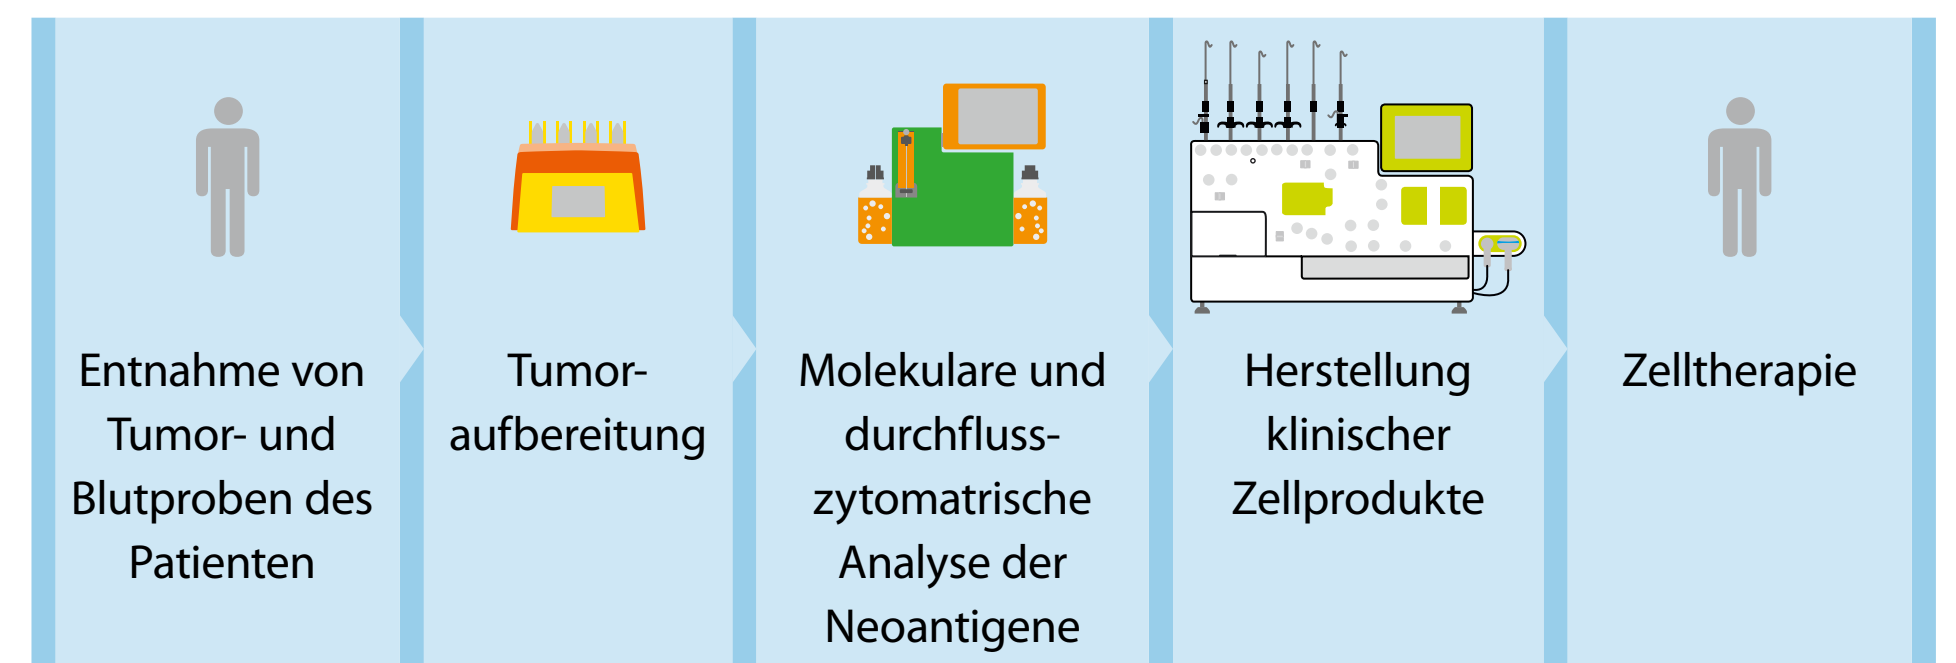 Entnahme von
Tumor- und
Blutproben des
Patienten
Tumor-
aufbereitung
Molekulare und
durchfluss-
zytomatrische
Analyse der
Neoantigene
Herstellung
klinischer
Zellprodukte
Zelltherapie